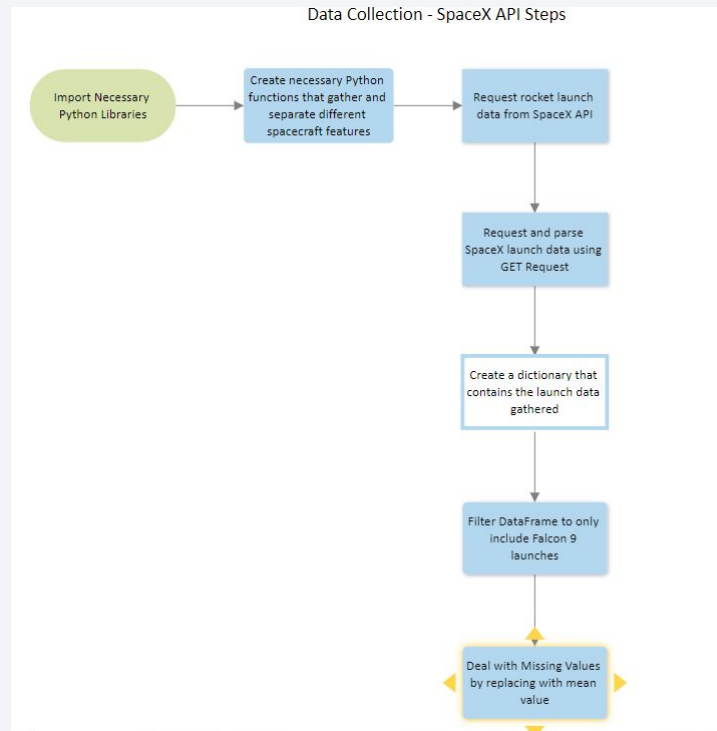 Data Collection - SpaceX API Steps
Import Necessary
Python Libraries
Create necessary Python
functions that gather and
separate different
spacecraft features
Request rocket launch
data from SpaceX API
Request and parse
SpaceX launch data using
GET Request
Create a dictionary that
contains the launch data
gathered
Filter DataFrame to only
include Falcon 9
launches
Deal with Missing Values
by replacing with mean
value